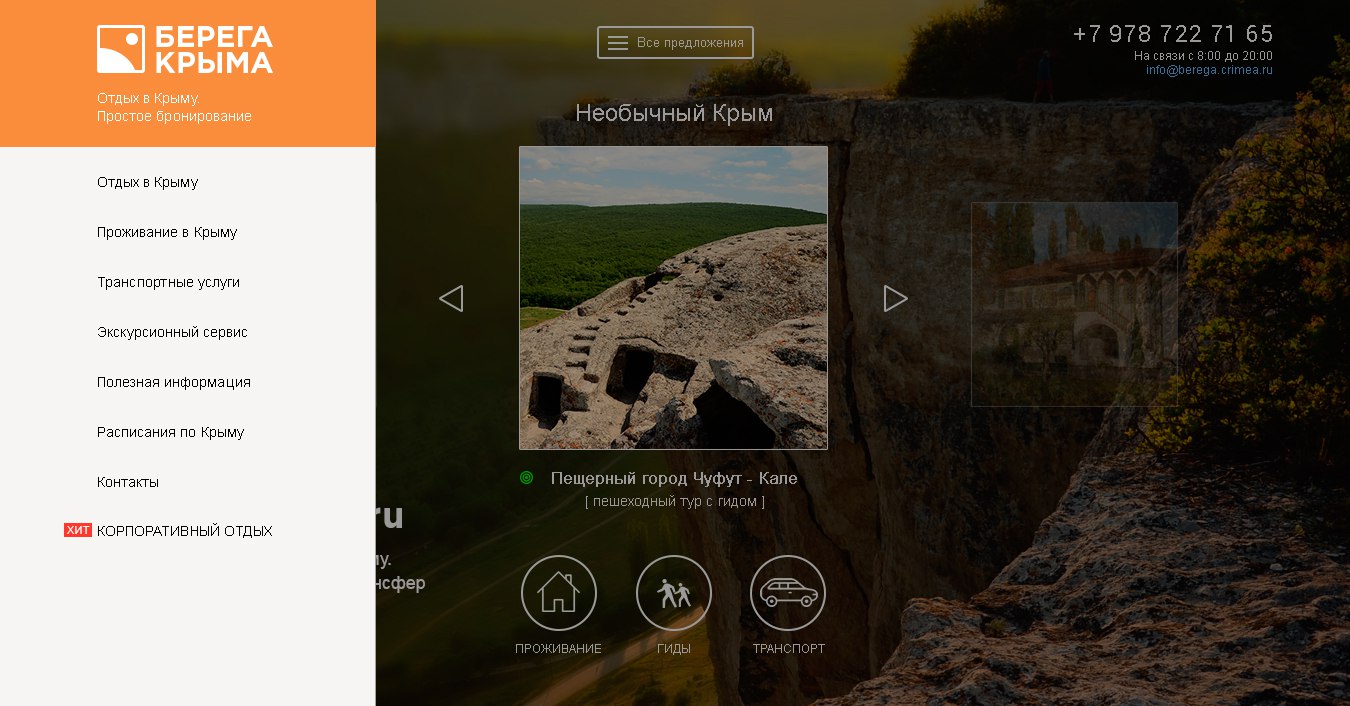 БЕРЕГА
КРЫМА
Отдых в Крыму.
Простое бронирование
Отдых в Крыму
Проживание в Крыму
Транспортные услуги
Экскурсионный сервис
Полезная информация
Расписания по Крыму
Контакты
ХИТ КОРПОРАТИВНЫЙ ОТДЫХ
Все предложения
+7 978 722 71 65
На связи с 8:00 до 20:00
info@berega.crimea.ru
Необычный Крым
Пещерный город Чуфут - Кале
[ пешеходный тур с гидом ]
ru
му.
нсфер
ПРОЖИВАНИЕ
ГИДЫ
ТРАНСПОРТ